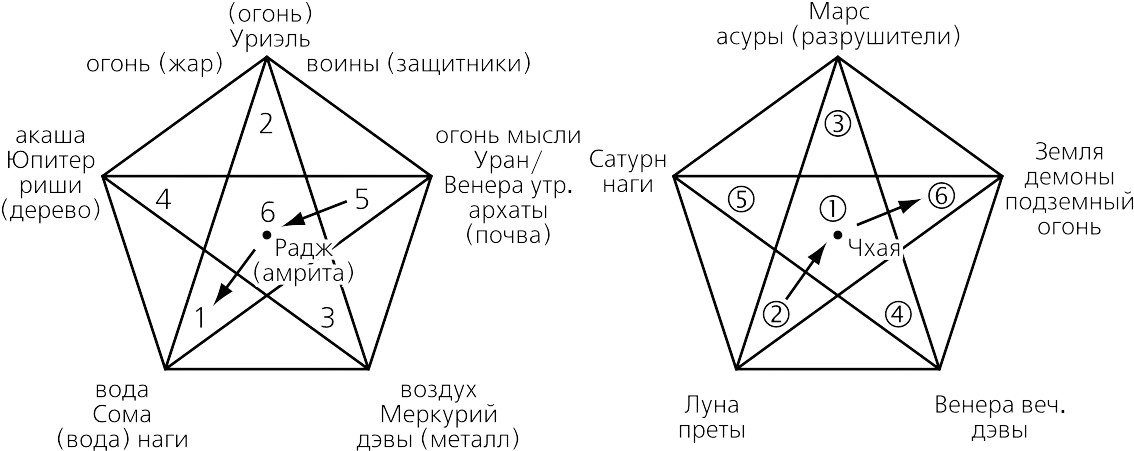 (огонь)
Уриэль
огонь (жар)
воины (защитники)
акаша
Юпитер
риши
(дерево)
огонь мысли
Уран/
Венера утр.
архаты
(почва)
2
4
5
6
Радж
(амрита)
1
3
вода
Сома
(вода) наги
воздух
Меркурий
дэвы (металл)
Марс
асуры (разрушители)
Сатурн
наги
Земля
демоны
подземный
огонь
③
⑤
①
⑥
Чхая
②
④
Луна
преты
Венера веч.
дэвы